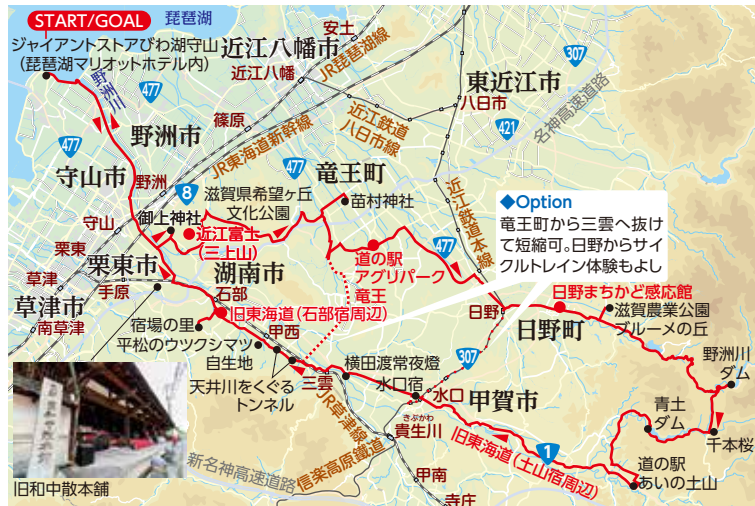 START/GOAL
琵琶湖
ジャイアントストアびわ湖守山
(琵琶湖マリオットホテル内)
野洲川
近江八幡市
安土
JR琵琶湖線
近江八幡
307
東近江市
八日市
477
篠原
近江鉄道
八日市線
421
名神高速道路
477
野洲市
JR東海道新幹線
477
守山市
野洲
8
滋賀県希望ヶ丘
文化公園
竜王町
苗村神社
近江鉄道本線
守山
御上神社
近江富士
(三上山)
◆Option
竜王町から三雲へ抜け
て短縮可。日野からサイ
クルトレイン体験もよし
栗東
栗東市
道の駅
アグリパーク
竜王
477
草津
手原
湖南市
石部
日野
日野まちかど感応館
草津市
南草津
旧東海道(石部宿周辺)
日野町
滋賀農業公園
ブルーメの丘
宿場の里
平松のウツクシマツ
自生地
甲西
307
野洲川
ダム
天井川をくぐる
トンネル
三雲
横田渡常夜燈
水口宿
水口
甲賀市
青土
ダム
JR草津線
きぶかわ
貴生川
千本桜
旧東海道(土山宿周辺)
1
信楽高原鐵道
新名神高速道路
甲南
道の駅
あいの土山
旧和中散本舗
寺庄